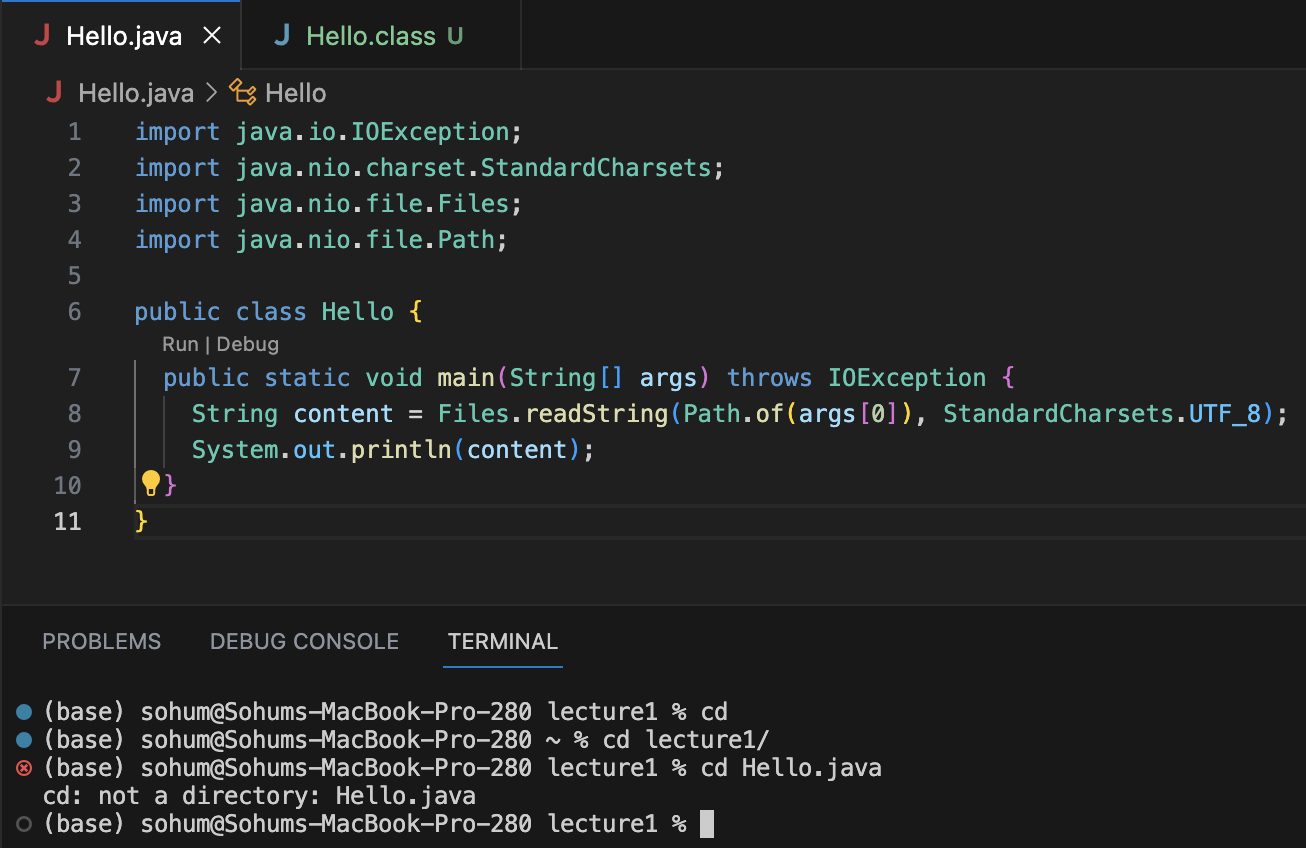 Hello.java
Hello.class U
Hello.java > Hello
1 import java.io.IOException;
2 import java.nio.charset.StandardCharsets;
3 import java.nio.file.Files;
4 import java.nio.file.Path;
5
6 public class Hello {
Run | Debug
7 public static void main(String[] args) throws IOException {
8 String content = Files.readString(Path.of(args[0]), StandardCharsets.UTF_8);
9 System.out.println(content);
10 }
11 }
PROBLEMS DEBUG CONSOLE TERMINAL
(base) sohum@Sohums-MacBook-Pro-280 lecture1 % cd
(base) sohum@Sohums-MacBook-Pro-280 ~ % cd lecture1/
(base) sohum@Sohums-MacBook-Pro-280 lecture1 % cd Hello.java
cd: not a directory: Hello.java
(base) sohum@Sohums-MacBook-Pro-280 lecture1 %